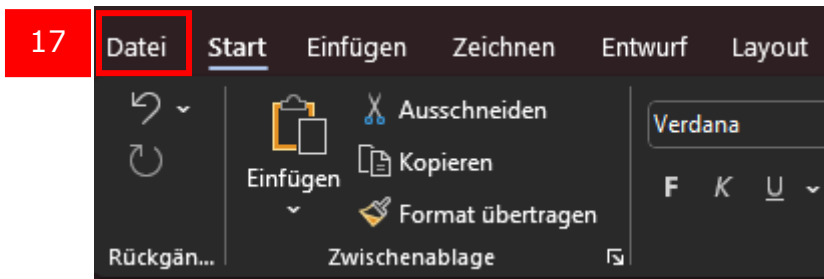 17
Datei Start Einfügen Zeichnen Entwurf Layout
Ausschneiden
Verdana
Kopieren
Einfügen
F K U
Format übertragen
Rückgän... Zwischenablage